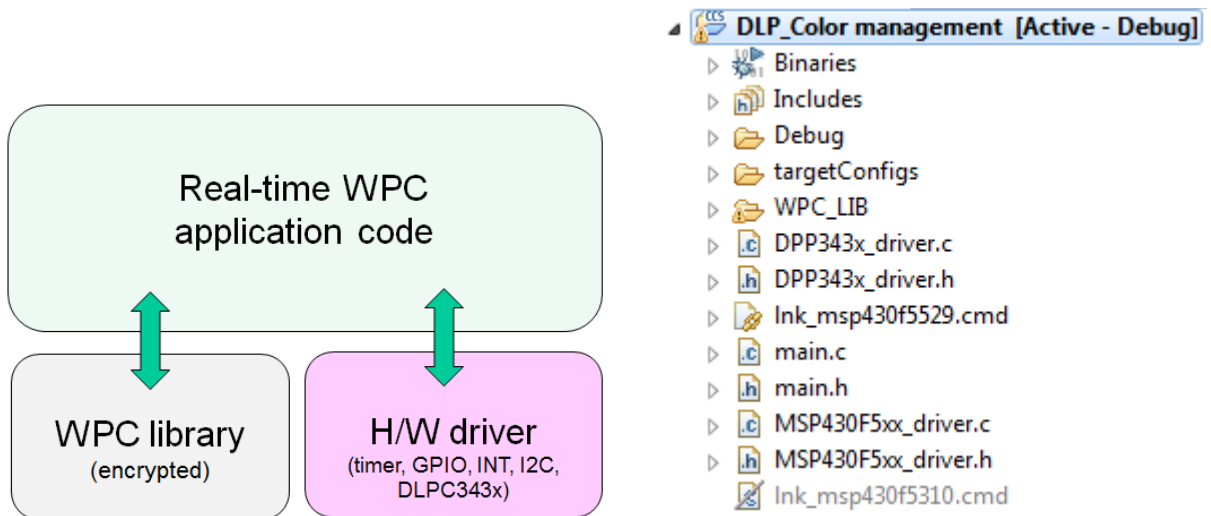 Real-time WPC
application code
WPC library
(encrypted)
H/W driver
(timer, GPIO, INT, I2C,
DLPC343x)
DLP_Color management [Active - Debug]
Binaries
Includes
Debug
targetConfigs
WPC_LIB
DPP343x_driver.c
DPP343x_driver.h
lnk_msp430f5529.cmd
main.c
main.h
MSP430F5xx_driver.c
MSP430F5xx_driver.h
lnk_msp430f5310.cmd